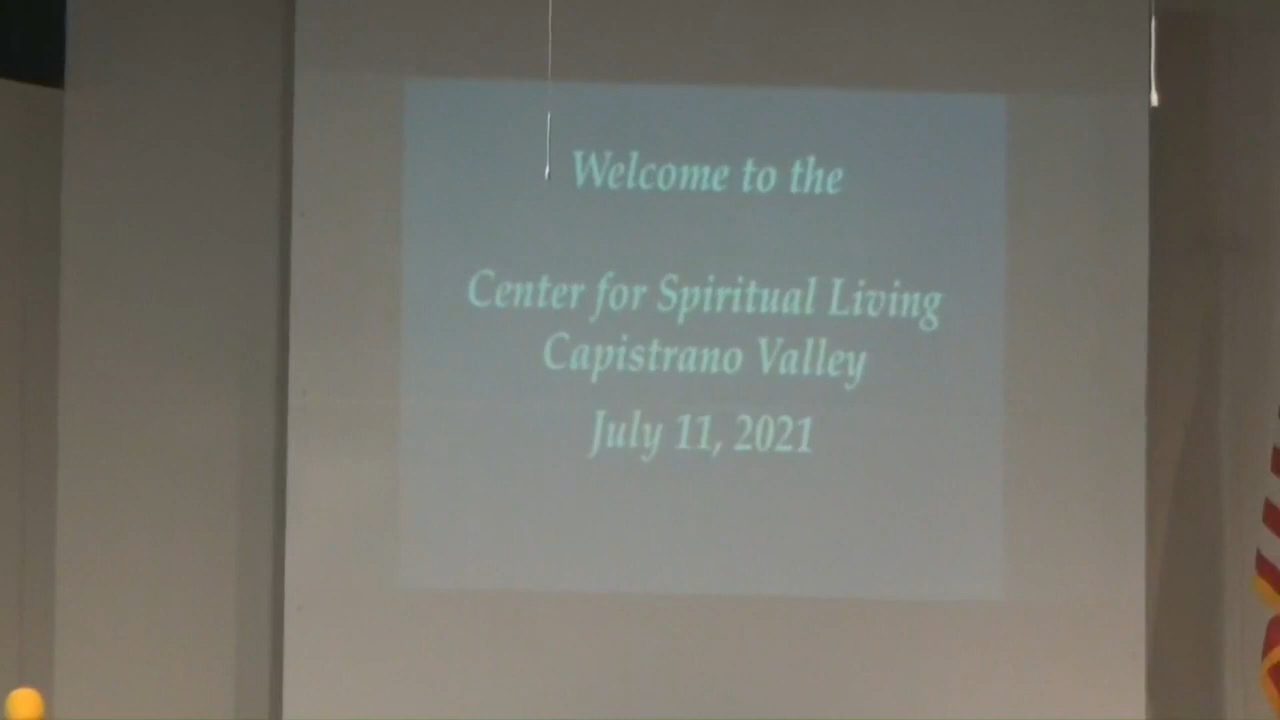 Welcome to the
Center for Spiritual Living
Capistrano Valley
July 11, 2021